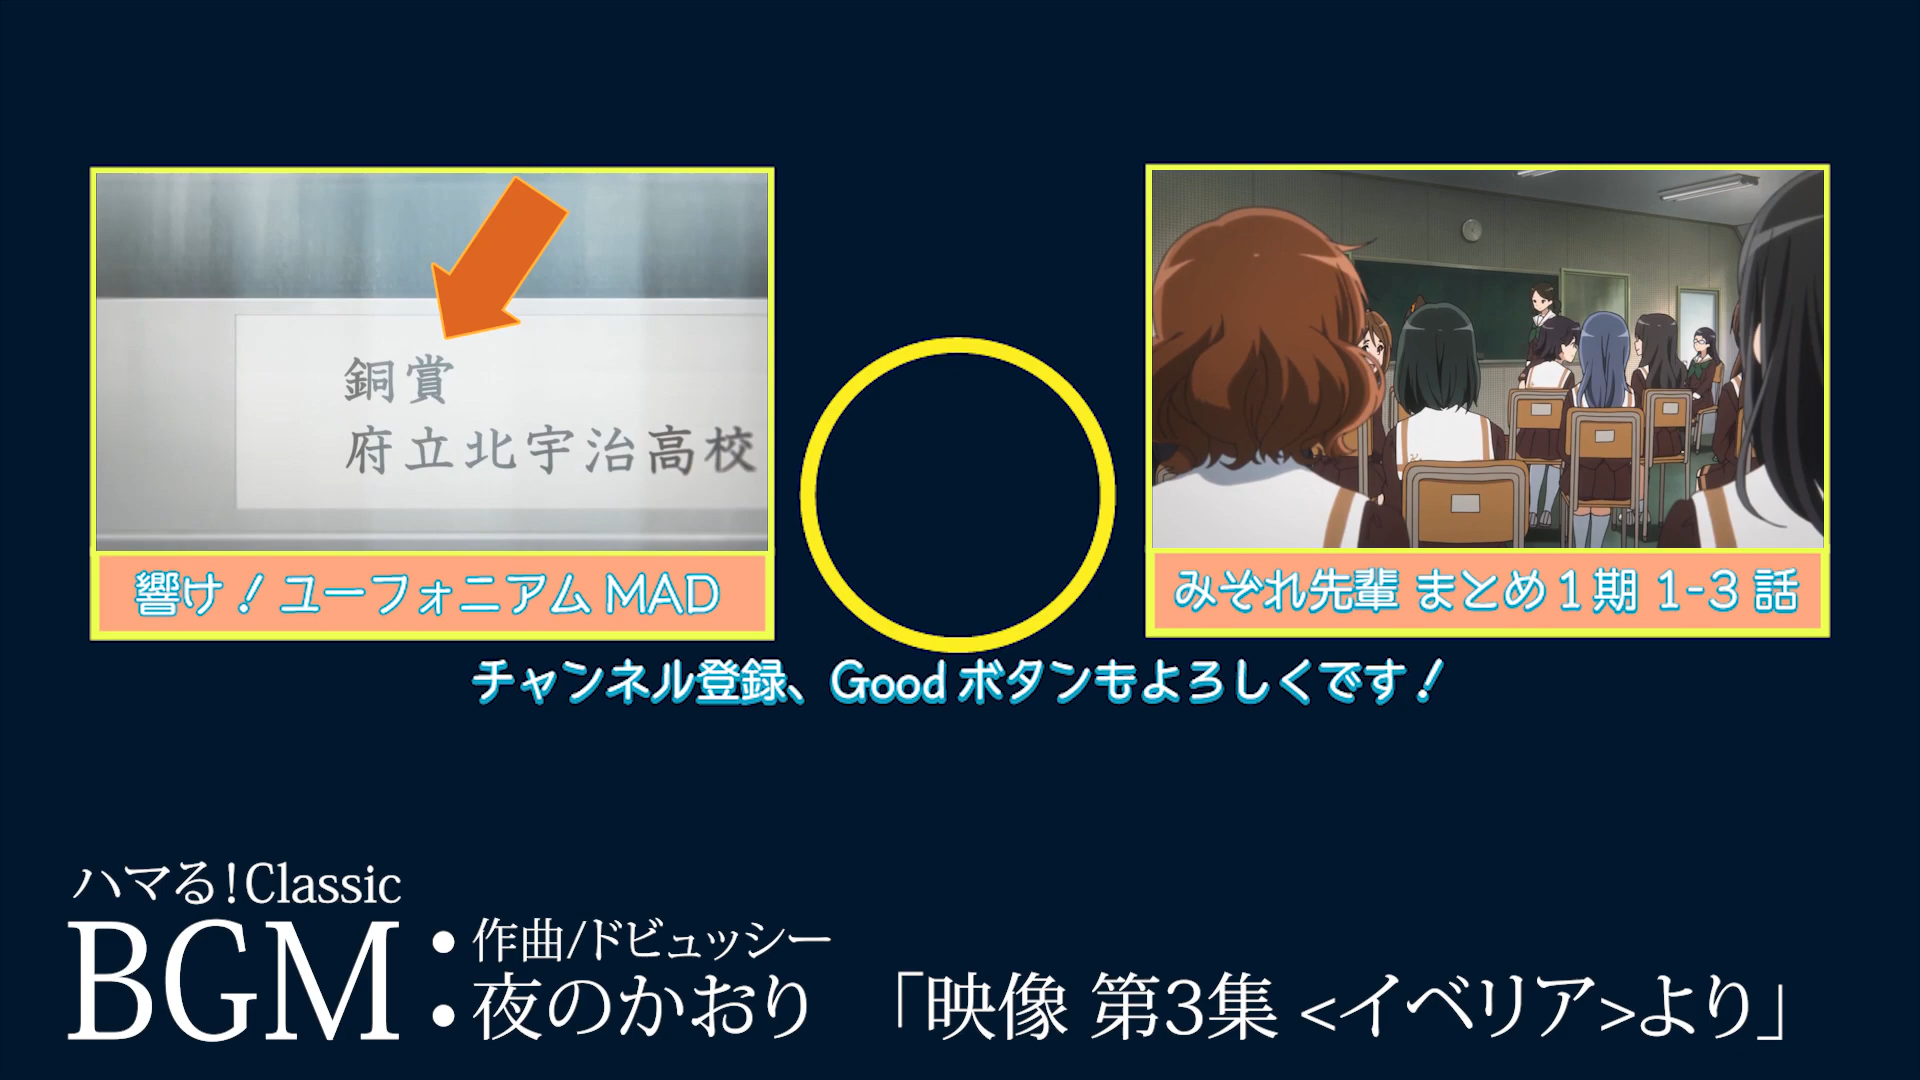 銅賞
府立北宇治高校
響け！ユーフォニアム MAD
みぞれ先輩 まとめ1期 1-3 話
チャンネル登録、Good ボタンもよろしくです！
ハマる！Classic
BGM：
作曲/ドビュッシー
夜のかおり 「映像 第3集 <イベリア>より」